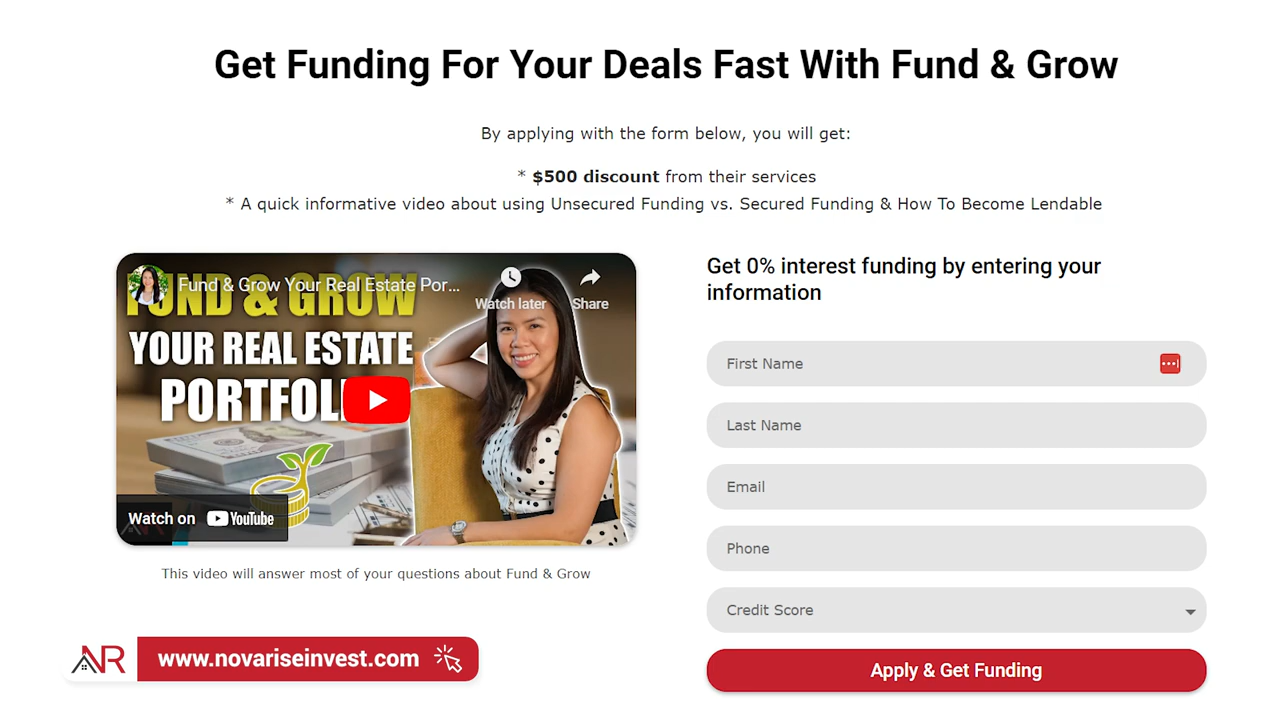 Get Funding For Your Deals Fast With Fund & Grow
By applying with the form below, you will get:
* $500 discount from their services
* A quick informative video about using Unsecured Funding vs. Secured Funding & How To Become Lendable
Fund & Grow Your Real Estate Por...
Watch later
Share
FUND & GROW
YOUR REAL ESTATE
PORTFOL
Watch on YouTube
This video will answer most of your questions about Fund & Grow
NR
www.novariseinvest.com
Get 0% interest funding by entering your
information
First Name
Last Name
Email
Phone
Credit Score
Apply & Get Funding